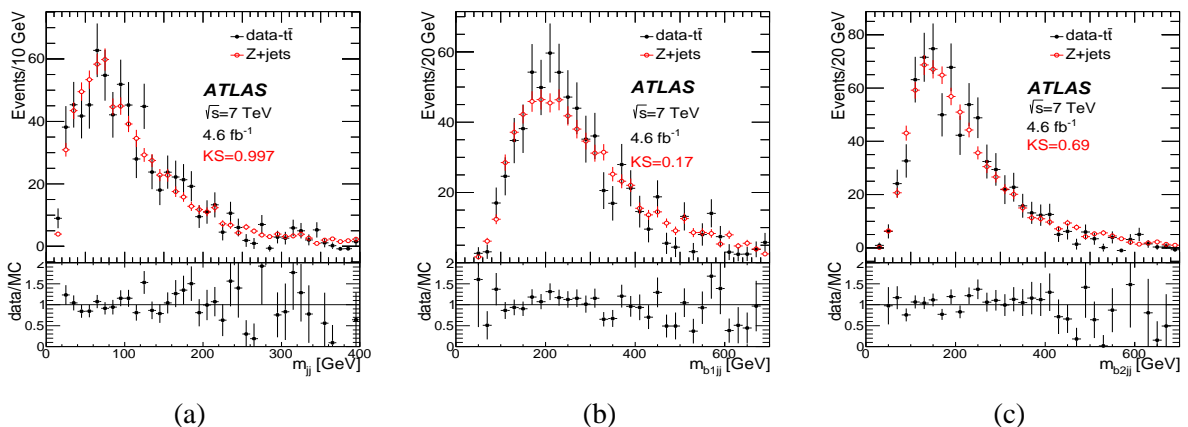 Events/10 GeV
60
40
20
0
data-tt̄
Z+jets
ATLAS
√s=7 TeV
4.6 fb⁻¹
KS=0.997
data/MC
2
1.5
1
0.5
0
0 100 200 300 400
m_jj [GeV]
(a)
Events/20 GeV
80
60
40
20
data-tt̄
Z+jets
ATLAS
√s=7 TeV
4.6 fb⁻¹
KS=0.17
data/MC
2
1.5
1
0.5
0
0 200 400 600
m_b1jj [GeV]
(b)
Events/20 GeV
80
60
40
20
0
data-tt̄
Z+jets
ATLAS
√s=7 TeV
4.6 fb⁻¹
KS=0.69
data/MC
2
1.5
1
0.5
0
0 200 400 600
m_b2jj [GeV]
(c)